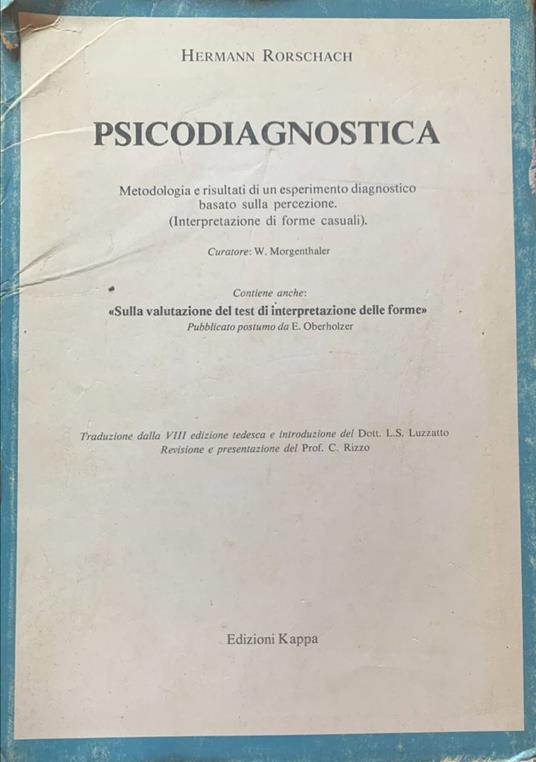 HERMANN RORSCHACH
PSICODIAGNOSTICA
Metodologia e risultati di un esperimento diagnostico
basato sulla percezione.
(Interpretazione di forme casuali).
Curatore: W. Morgenthaler
Contiene anche:
«Sulla valutazione del test di interpretazione delle forme»
Pubblicato postumo da E. Oberholzer
Traduzione dalla VIII edizione tedesca e introduzione del Dott. L.S. Luzzatto
Revisione e presentazione del Prof. C. Rizzo
Edizioni Kappa